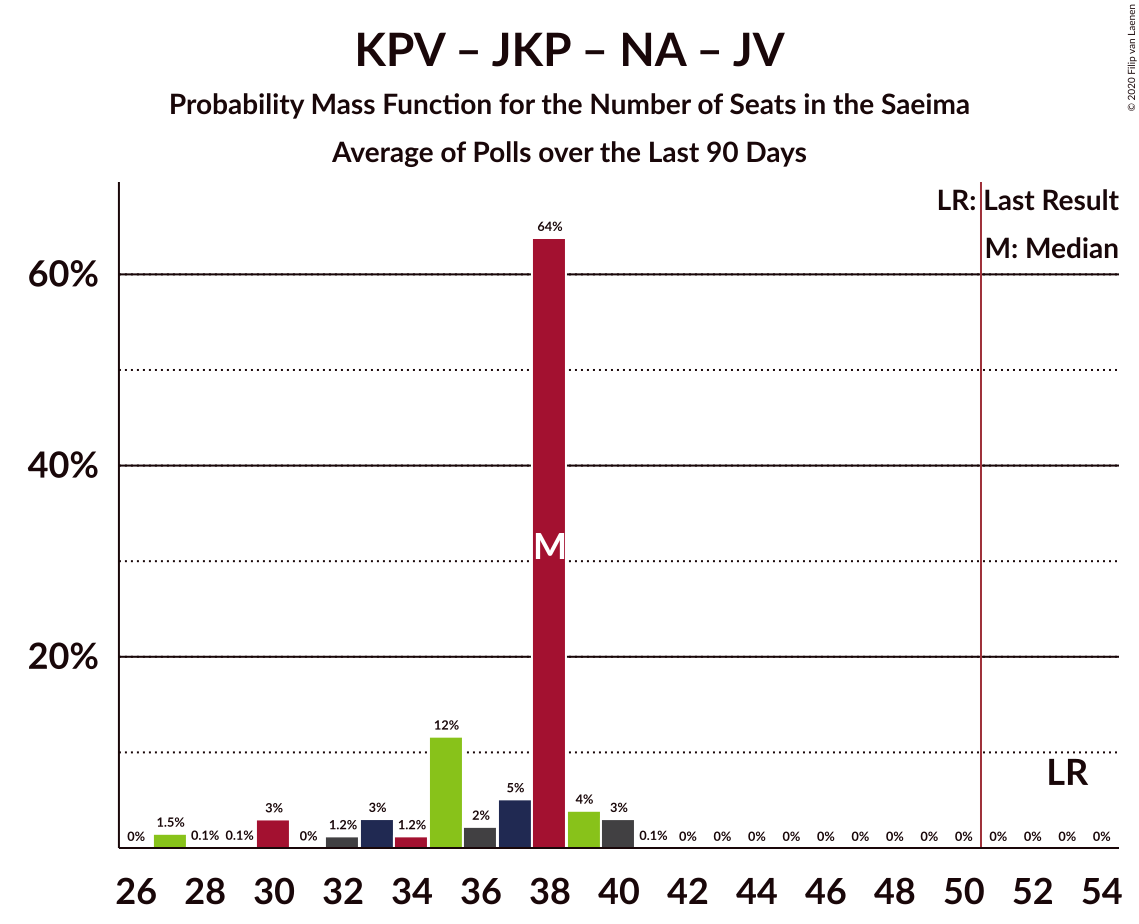 KPV – JKP – NA – JV
Probability Mass Function for the Number of Seats in the Saeima
Average of Polls over the Last 90 Days
© 2020 Filip van Laenen
LR: Last Result
M: Median
60%
40%
20%
0% 1.5% 0.1% 0.1% 3% 0% 1.2% 3% 1.2% 12% 2% 5% 64% 4% 3% 0.1% 0% 0% 0% 0% 0% 0% 0% 0% 0% 0% 0% 0% 0%
M
LR
26 28 30 32 34 36 38 40 42 44 46 48 50 52 54